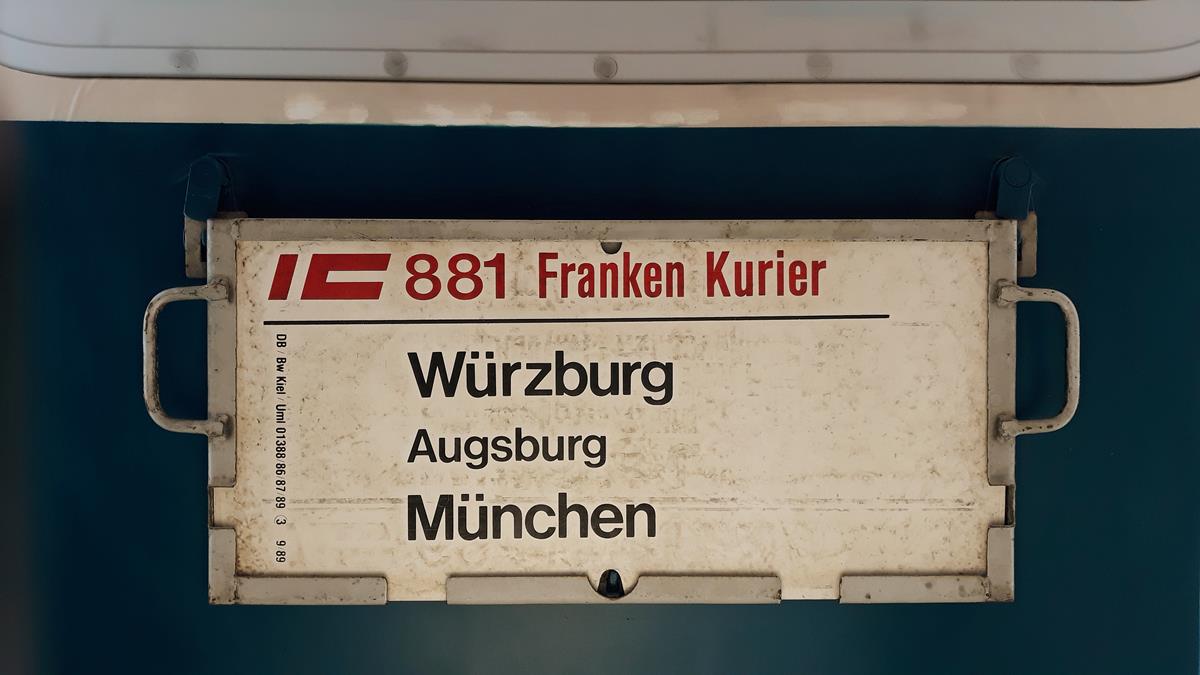 IC 881 Franken Kurier
Würzburg
Augsburg
München
DB / Bw Kiel / Uml 01388/86/87/89 ③ 9.89